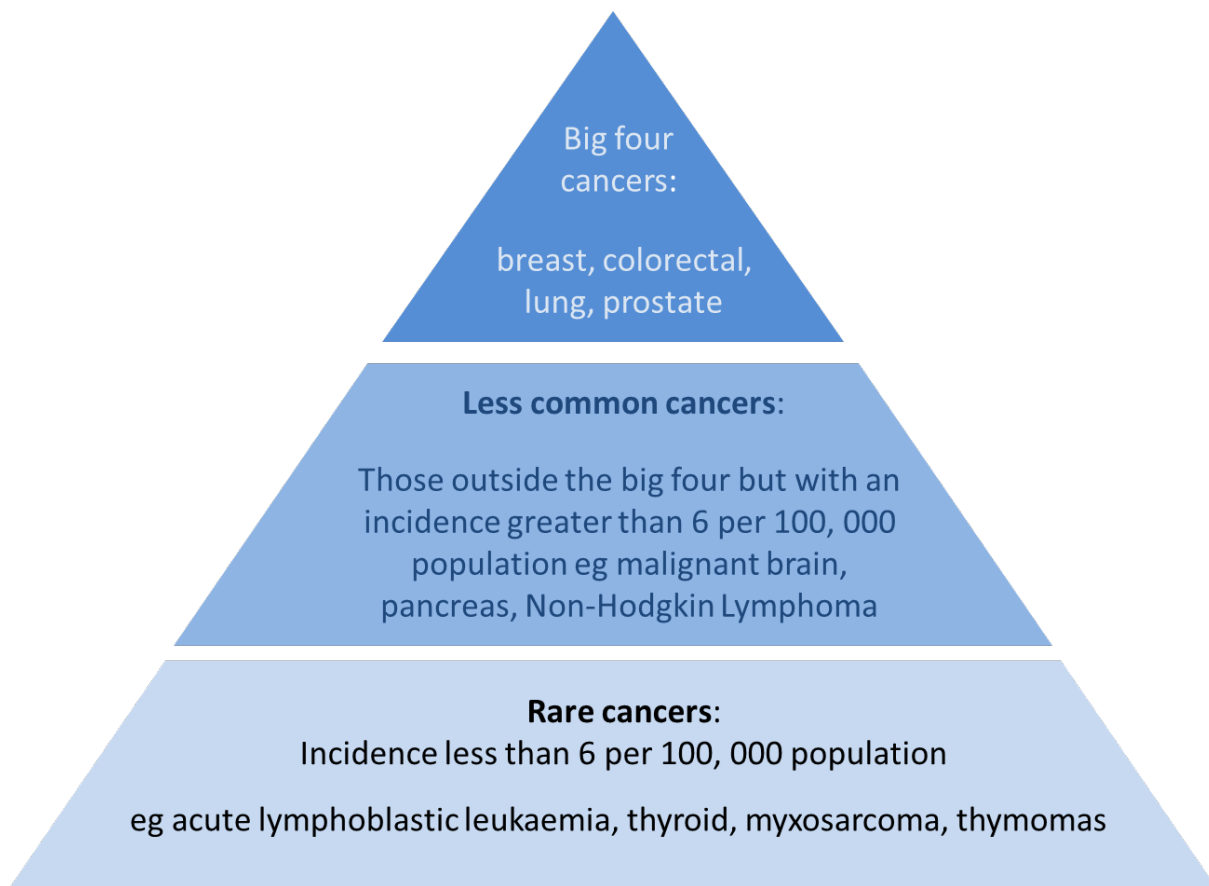 Big four
cancers:
breast, colorectal,
lung, prostate
Less common cancers:
Those outside the big four but with an
incidence greater than 6 per 100, 000
population eg malignant brain,
pancreas, Non-Hodgkin Lymphoma
Rare cancers:
Incidence less than 6 per 100, 000 population
eg acute lymphoblastic leukaemia, thyroid, myxosarcoma, thymomas